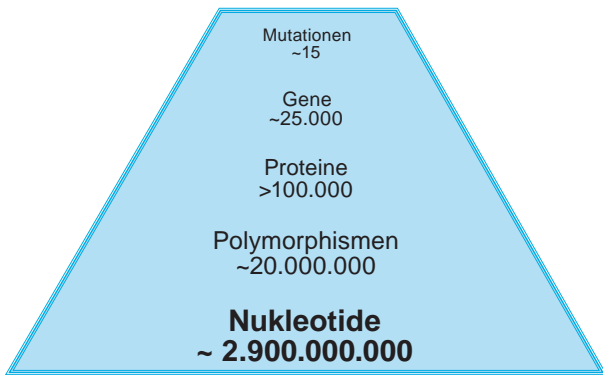 Mutationen
~15
Gene
~25.000
Proteine
>100.000
Polymorphismen
~20.000.000
Nukleotide
~ 2.900.000.000